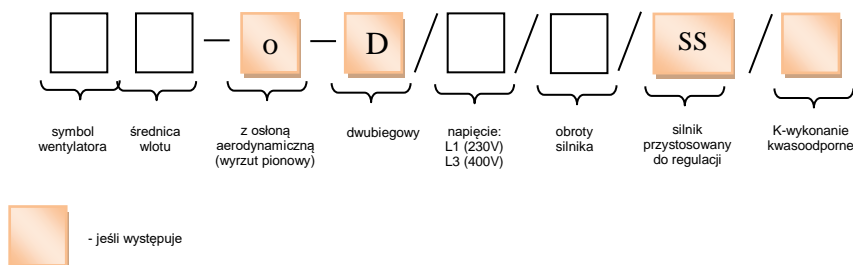 o — D / / / SS /
symbol wentylatora
średnica wlotu
z osłoną aerodynamiczną (wyrzut pionowy)
dwubiegowy
napięcie: L1 (230V) L3 (400V)
obroty silnika
silnik przystosowany do regulacji
K-wykonanie kwasoodporne
- jeśli występuje